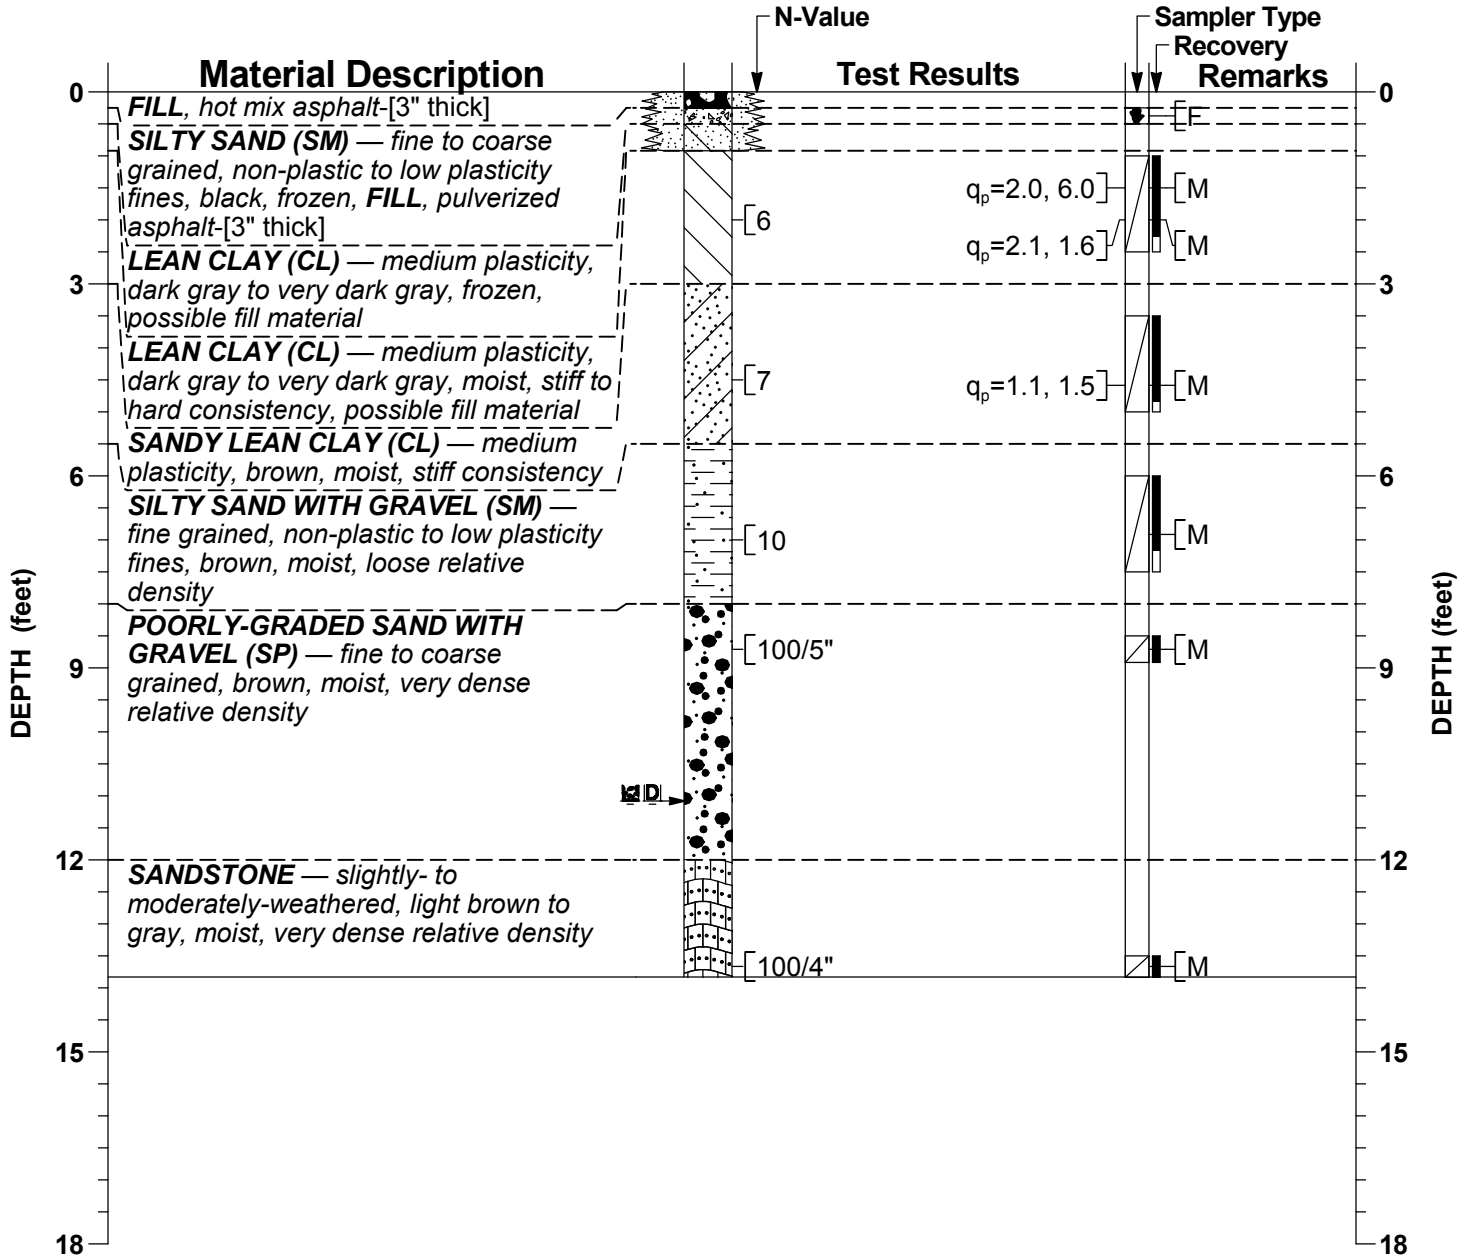 N-Value
Sampler Type
Recovery
Material Description
Test Results
Remarks
0
0
FILL, hot mix asphalt-[3" thick]
F
SILTY SAND (SM) — fine to coarse
grained, non-plastic to low plasticity
fines, black, frozen, FILL, pulverized
asphalt-[3" thick]
qp=2.0, 6.0
M
6
qp=2.1, 1.6
M
LEAN CLAY (CL) — medium plasticity,
dark gray to very dark gray, frozen,
possible fill material
3
3
LEAN CLAY (CL) — medium plasticity,
dark gray to very dark gray, moist, stiff to
hard consistency, possible fill material
7
qp=1.1, 1.5
M
SANDY LEAN CLAY (CL) — medium
plasticity, brown, moist, stiff consistency
6
6
SILTY SAND WITH GRAVEL (SM) —
fine grained, non-plastic to low plasticity
fines, brown, moist, loose relative
density
10
M
DEPTH (feet)
DEPTH (feet)
POORLY-GRADED SAND WITH
GRAVEL (SP) — fine to coarse
grained, brown, moist, very dense
relative density
100/5"
M
9
9
D
12
12
SANDSTONE — slightly- to
moderately-weathered, light brown to
gray, moist, very dense relative density
100/4"
M
15
15
18
18